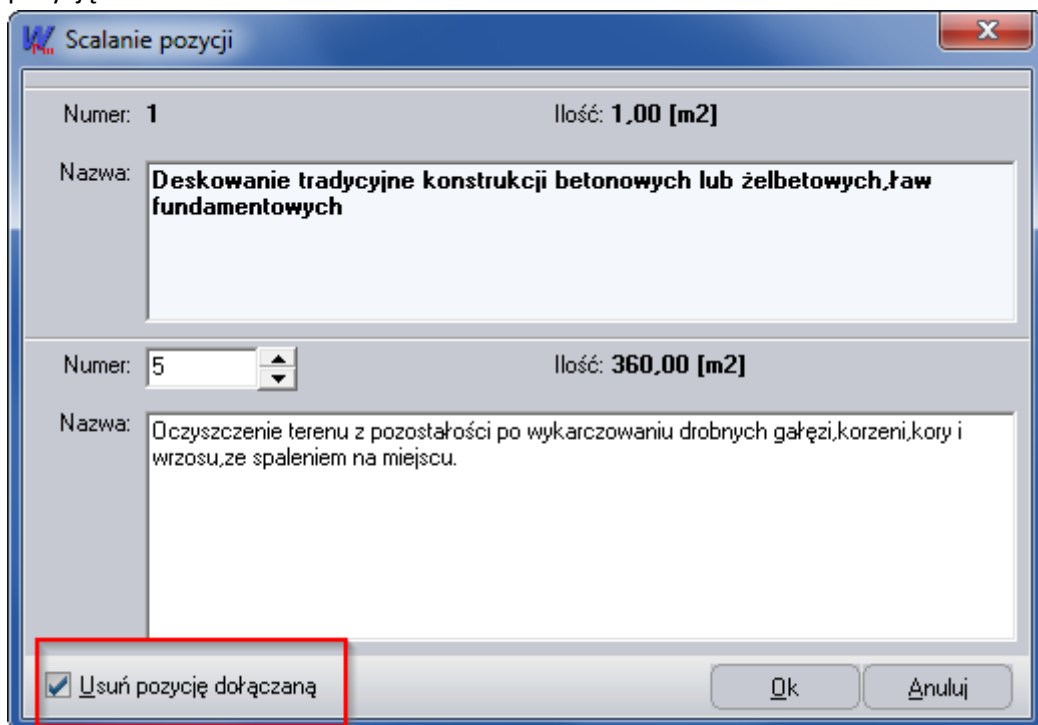 Scalanie pozycji
Numer: 1 Ilość: 1,00 [m2]
Nazwa: Deskowanie tradycyjne konstrukcji betonowych lub żelbetowych,ław
fundamentowych
Numer: 5 Ilość: 360,00 [m2]
Nazwa: Oczyszczenie terenu z pozostałości po wykarczowaniu drobnych gałęzi,korzeni,kory i
wrzosu,ze spaleniem na miejscu.
Usuń pozycję dołączaną Ok Anuluj